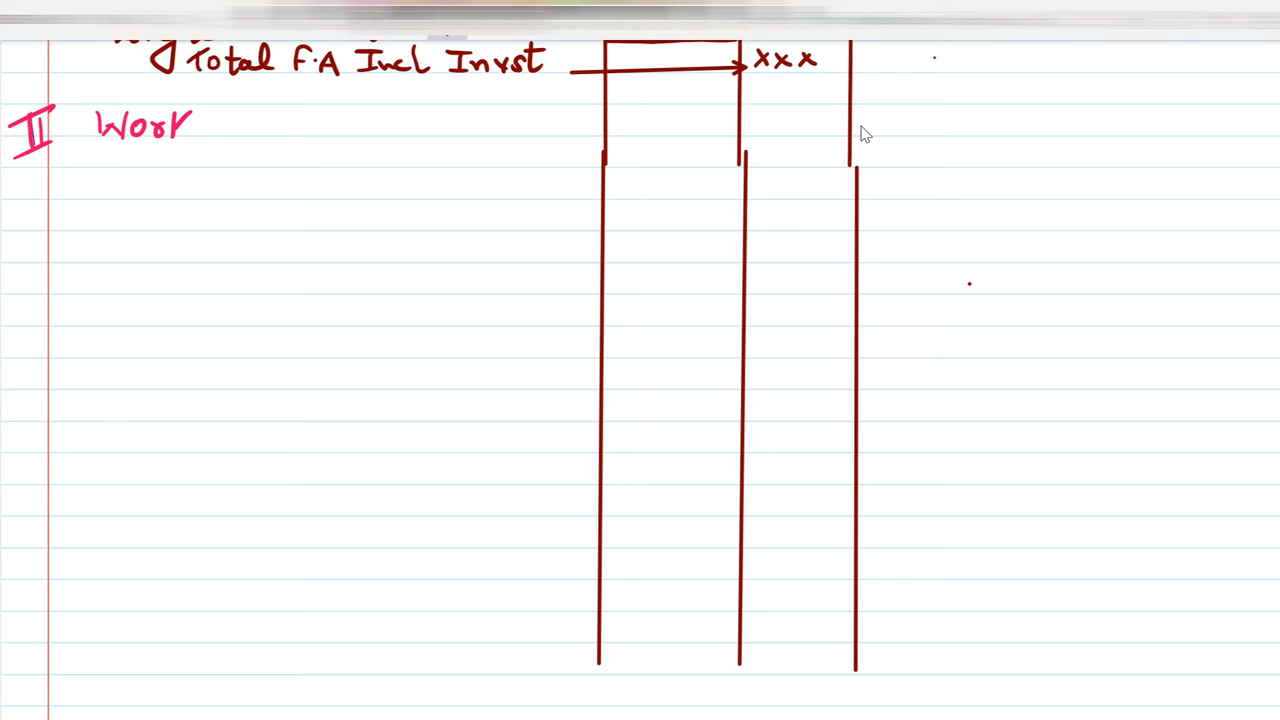 Total F.A Incl Invst → xxx
II Work